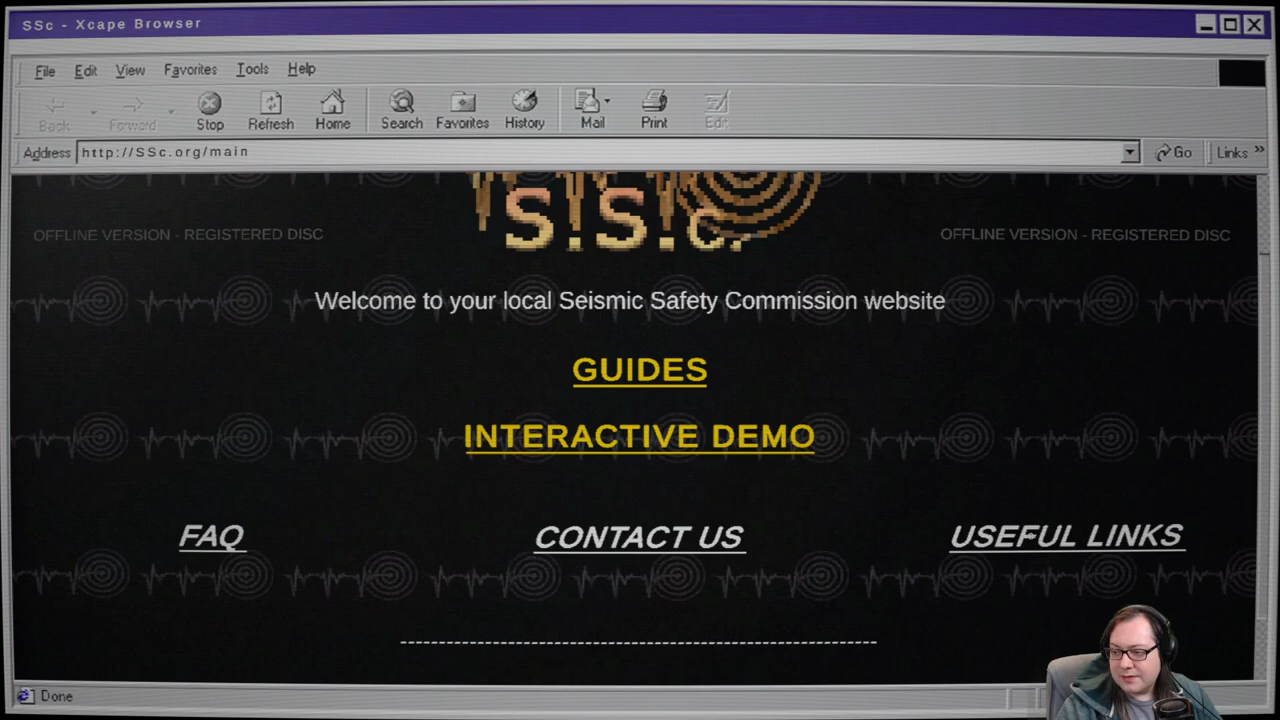 SSc - Xcape Browser
File Edit View Favorites Tools Help
Back Forward Stop Refresh Home Search Favorites History Mail Print Edit
Address http://SSc.org/main Go Links »
s!s!c.
OFFLINE VERSION - REGISTERED DISC OFFLINE VERSION - REGISTERED DISC
Welcome to your local Seismic Safety Commission website
GUIDES
INTERACTIVE DEMO
FAQ CONTACT US USEFUL LINKS
Done